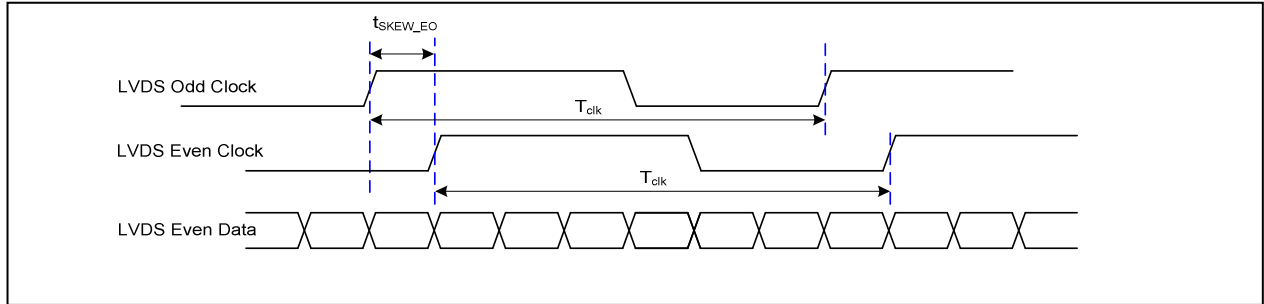 tSKEW_EO
LVDS Odd Clock
Tclk
LVDS Even Clock
Tclk
LVDS Even Data